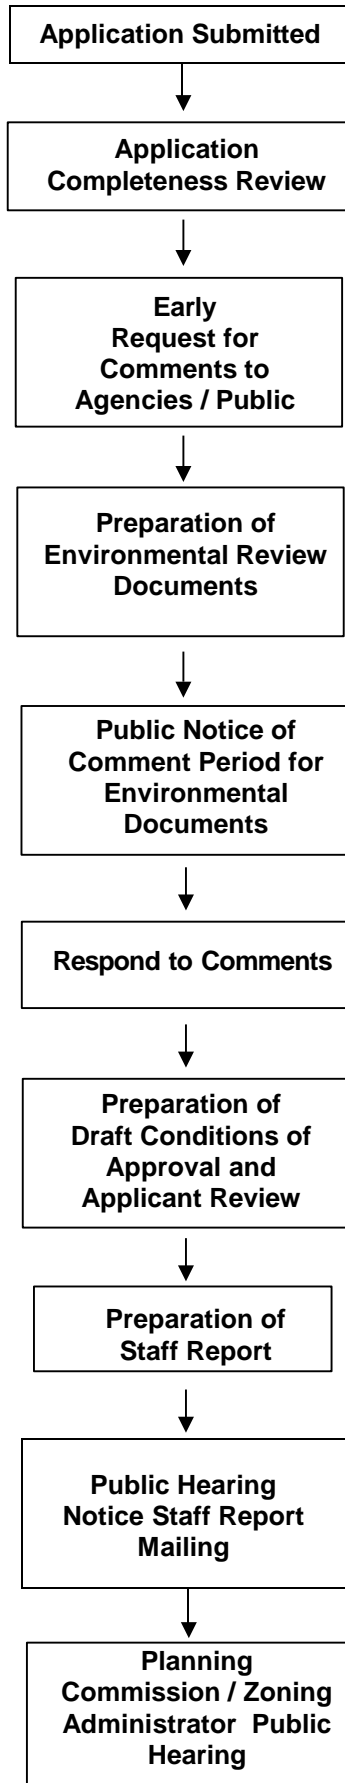 Application Submitted
Application
Completeness Review
Early
Request for
Comments to
Agencies / Public
Preparation of
Environmental Review
Documents
Public Notice of
Comment Period for
Environmental
Documents
Respond to Comments
Preparation of
Draft Conditions of
Approval and
Applicant Review
Preparation of
Staff Report
Public Hearing
Notice Staff Report
Mailing
Planning
Commission / Zoning
Administrator Public
Hearing